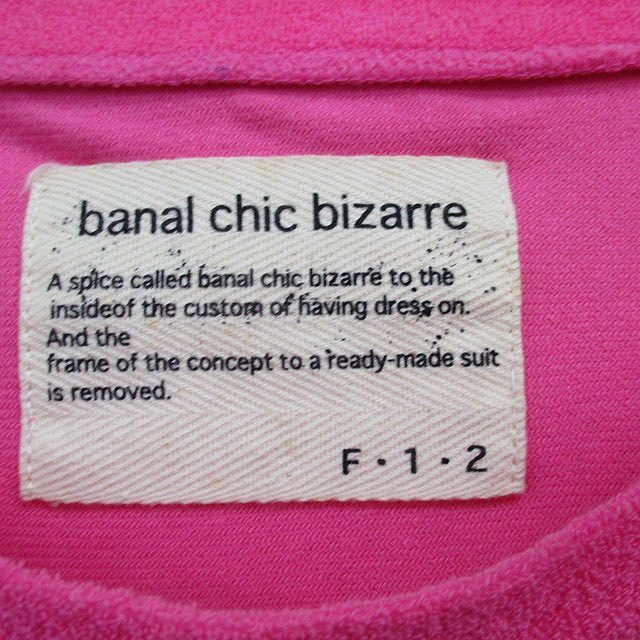 banal chic bizarre
A spice called banal chic bizarre to the
insideof the custom of having dress on.
And the
frame of the concept to a ready-made suit
is removed.
F・1・2